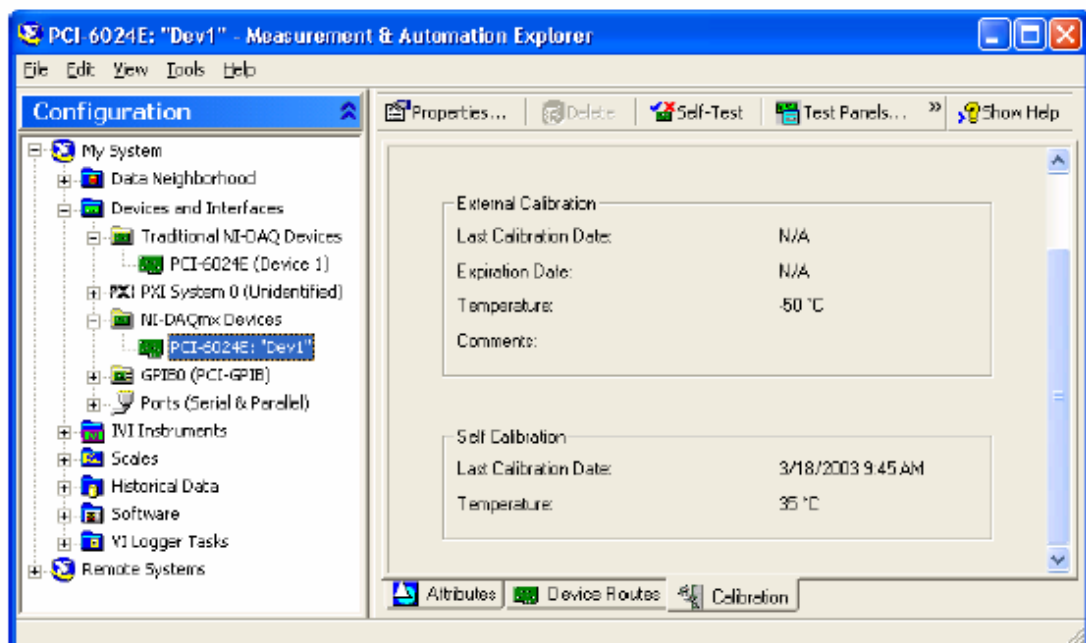 PCI-6024E: "Dev1" - Measurement & Automation Explorer
File Edit View Tools Help
Configuration
Properties... Delete Self-Test Test Panels... » Show Help
My System
Data Neighborhood
Devices and Interfaces
Traditional NI-DAQ Devices
PCI-6024E (Device 1)
PXI PXI System 0 (Unidentified)
NI-DAQmx Devices
PCI-6024E: "Dev1"
GPIB0 (PCI-GPIB)
Ports (Serial & Parallel)
IVI Instruments
Scales
Historical Data
Software
VI Logger Tasks
Remote Systems
External Calibration
Last Calibration Date: N/A
Expiration Date: N/A
Temperature: -50 °C
Comments:
Self Calibration
Last Calibration Date: 3/18/2003 9:45 AM
Temperature: 35 °C
Attributes Device Routes Calibration